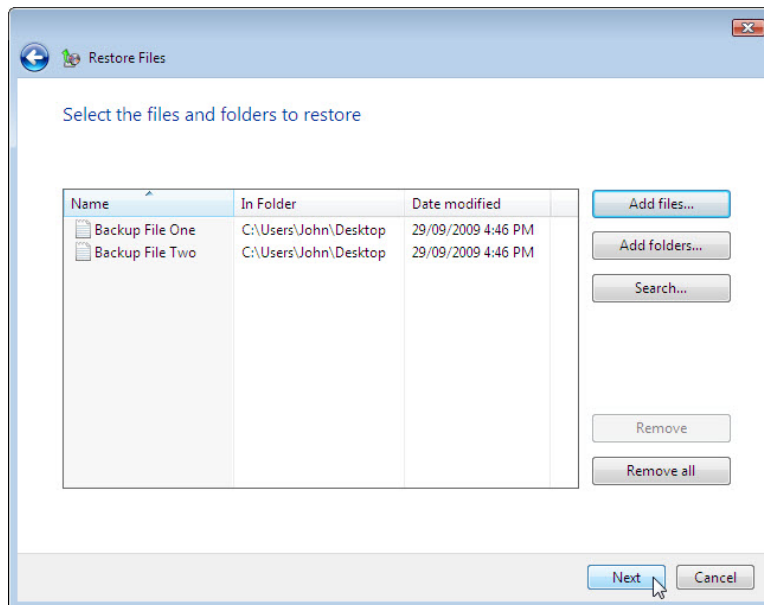 Restore Files
Select the files and folders to restore
Name In Folder Date modified
Backup File One C:\Users\John\Desktop 29/09/2009 4:46 PM
Backup File Two C:\Users\John\Desktop 29/09/2009 4:46 PM
Add files...
Add folders...
Search...
Remove
Remove all
Next Cancel